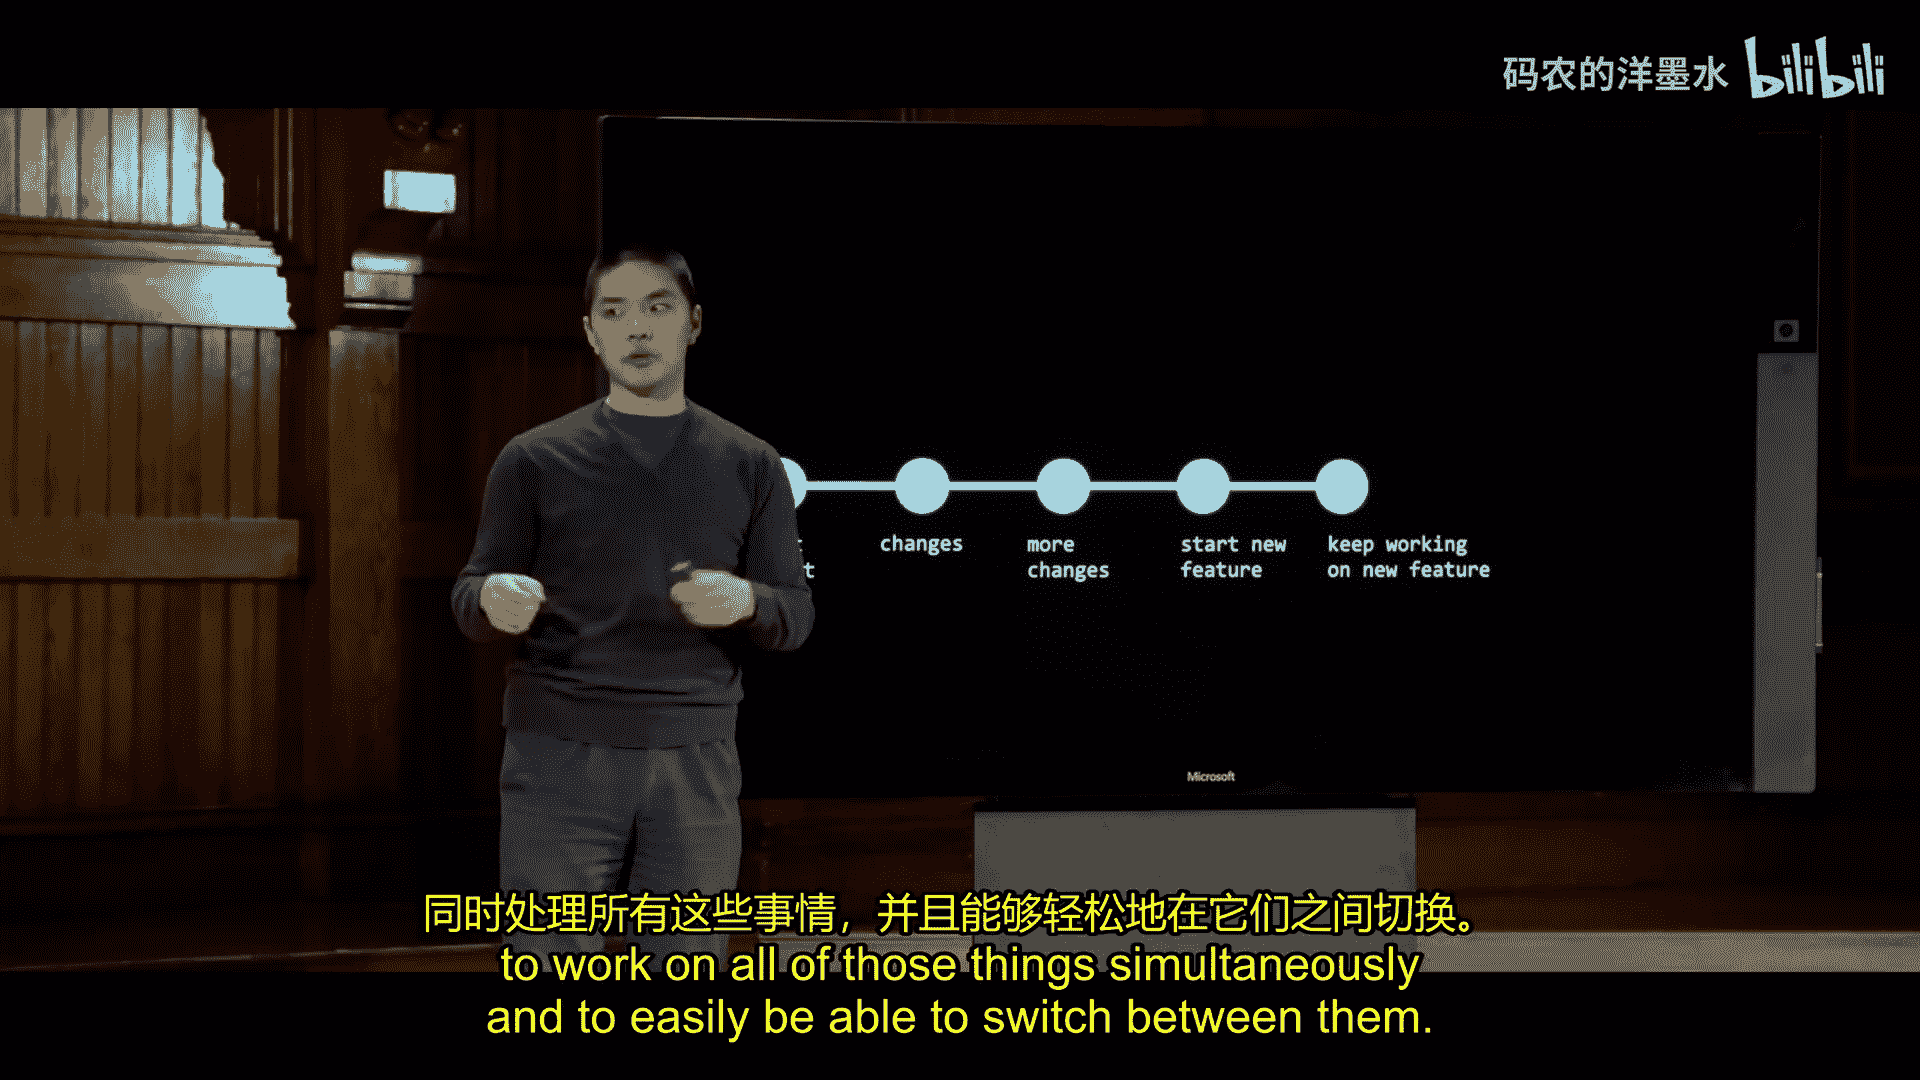 码农的洋墨水 bilibili
changes
more
changes
start new
feature
keep working
on new feature
Microsoft
同时处理所有这些事情，并且能够轻松地在它们之间切换。
to work on all of those things simultaneously
and to easily be able to switch between them.